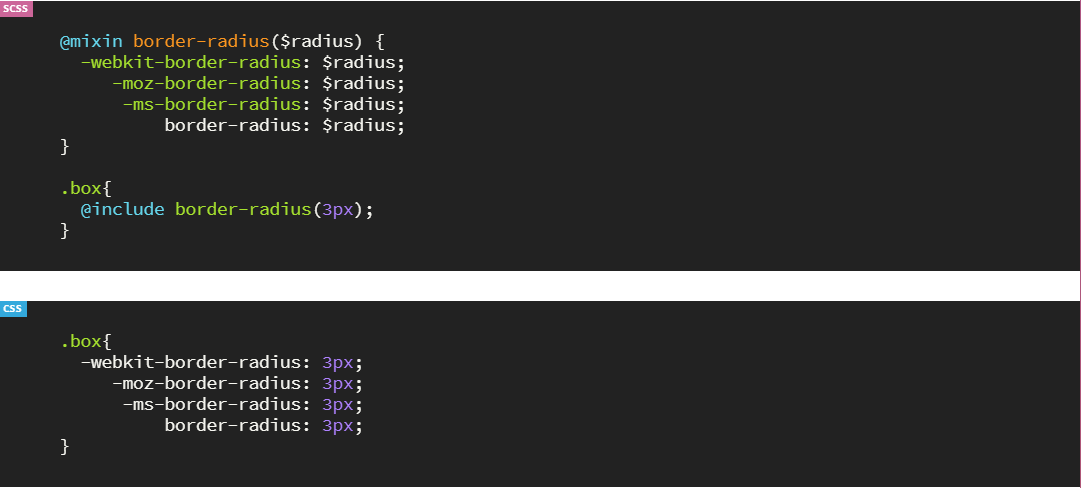 SCSS
@mixin border-radius($radius) {
-webkit-border-radius: $radius;
-moz-border-radius: $radius;
-ms-border-radius: $radius;
border-radius: $radius;
}
.box{
@include border-radius(3px);
}
CSS
.box{
-webkit-border-radius: 3px;
-moz-border-radius: 3px;
-ms-border-radius: 3px;
border-radius: 3px;
}